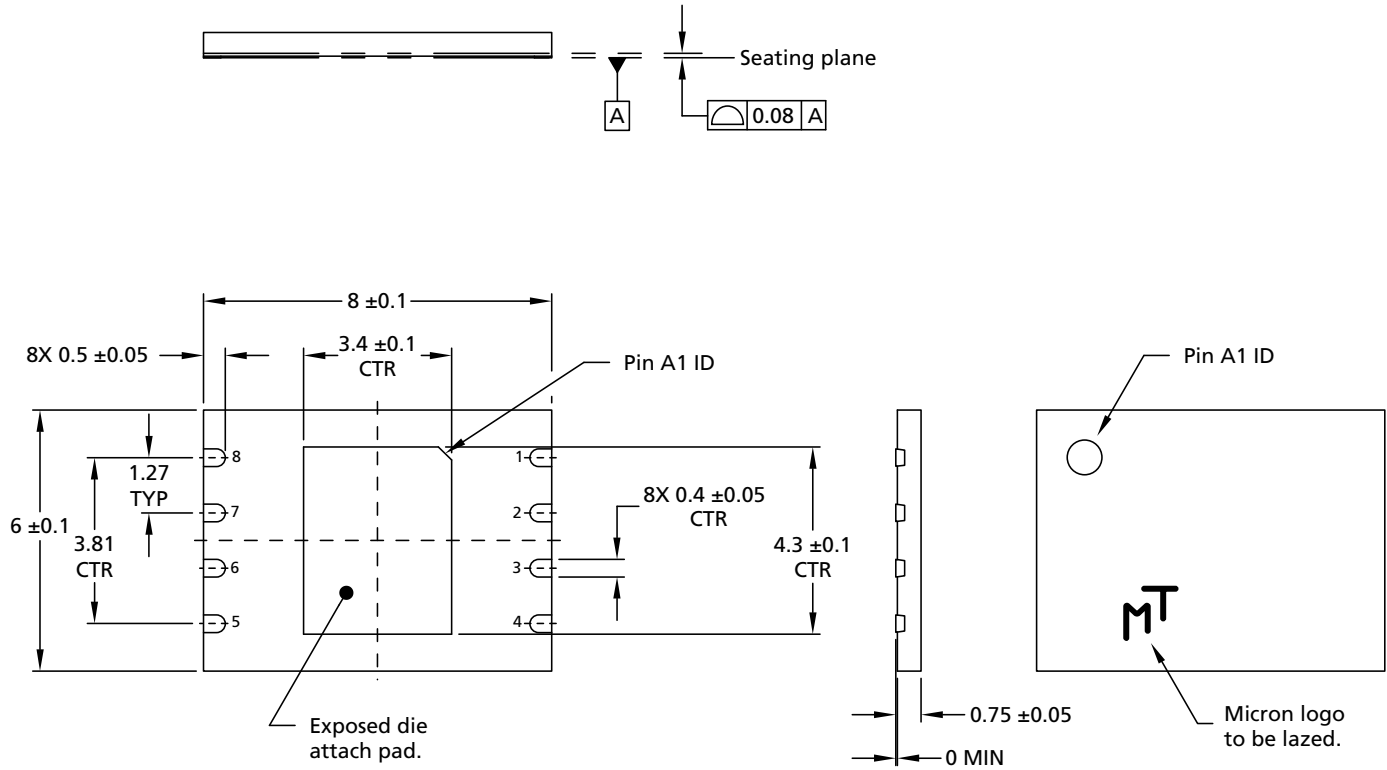 Seating plane
A
0.08 A
8 ±0.1
8X 0.5 ±0.05
3.4 ±0.1
CTR
Pin A1 ID
Pin A1 ID
8
1
1.27
TYP
8X 0.4 ±0.05
CTR
7
2
6 ±0.1
3.81
CTR
4.3 ±0.1
CTR
6
3
5
4
MT
Exposed die
attach pad.
0.75 ±0.05
0 MIN
Micron logo
to be lazed.